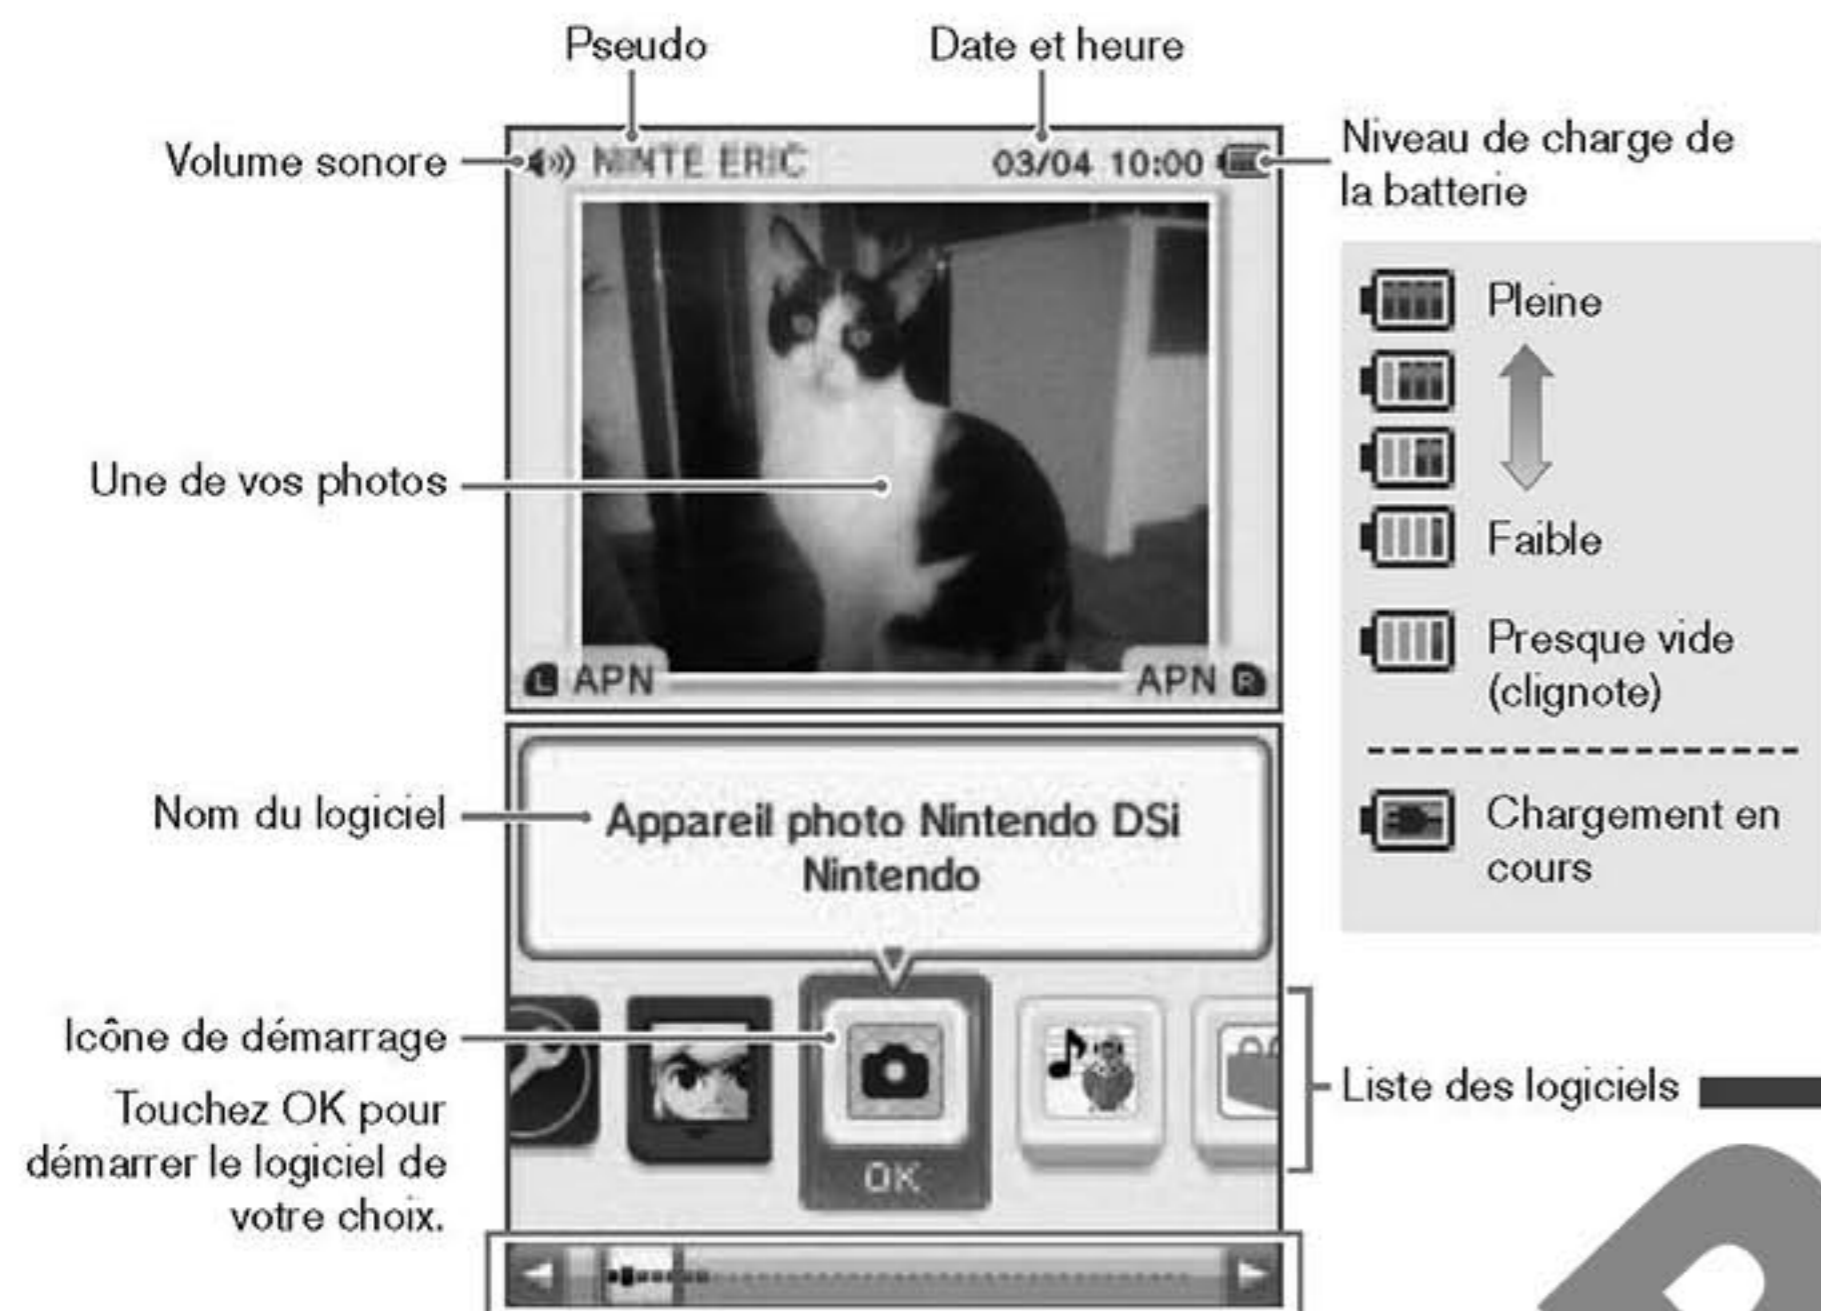 Pseudo
Date et heure
Volume sonore
NINTE ERIC
03/04 10:00
Niveau de charge de
la batterie
Pleine
Une de vos photos
Faible
Presque vide
(clignote)
L APN
APN R
Nom du logiciel
Appareil photo Nintendo DSi
Nintendo
Chargement en
cours
Icône de démarrage
Touchez OK pour
démarrer le logiciel de
votre choix.
OK
Liste des logiciels